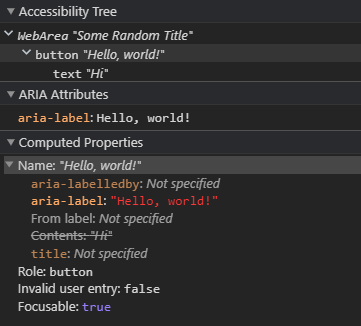 Accessibility Tree
WebArea "Some Random Title"
button "Hello, world!"
text "Hi"
ARIA Attributes
aria-label: Hello, world!
Computed Properties
Name: "Hello, world!"
aria-labelledby: Not specified
aria-label: "Hello, world!"
From label: Not specified
Contents: "Hi"
title: Not specified
Role: button
Invalid user entry: false
Focusable: true